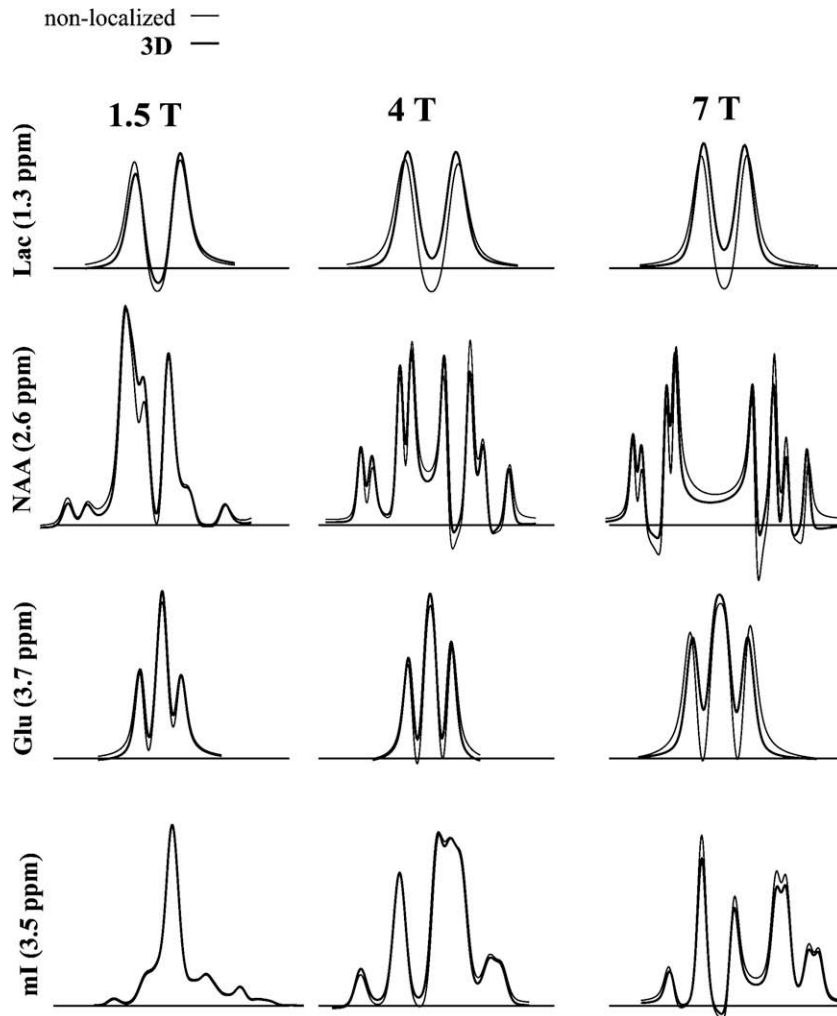 non-localized
3D
1.5 T
4 T
7 T
Lac (1.3 ppm)
NAA (2.6 ppm)
Glu (3.7 ppm)
mI (3.5 ppm)